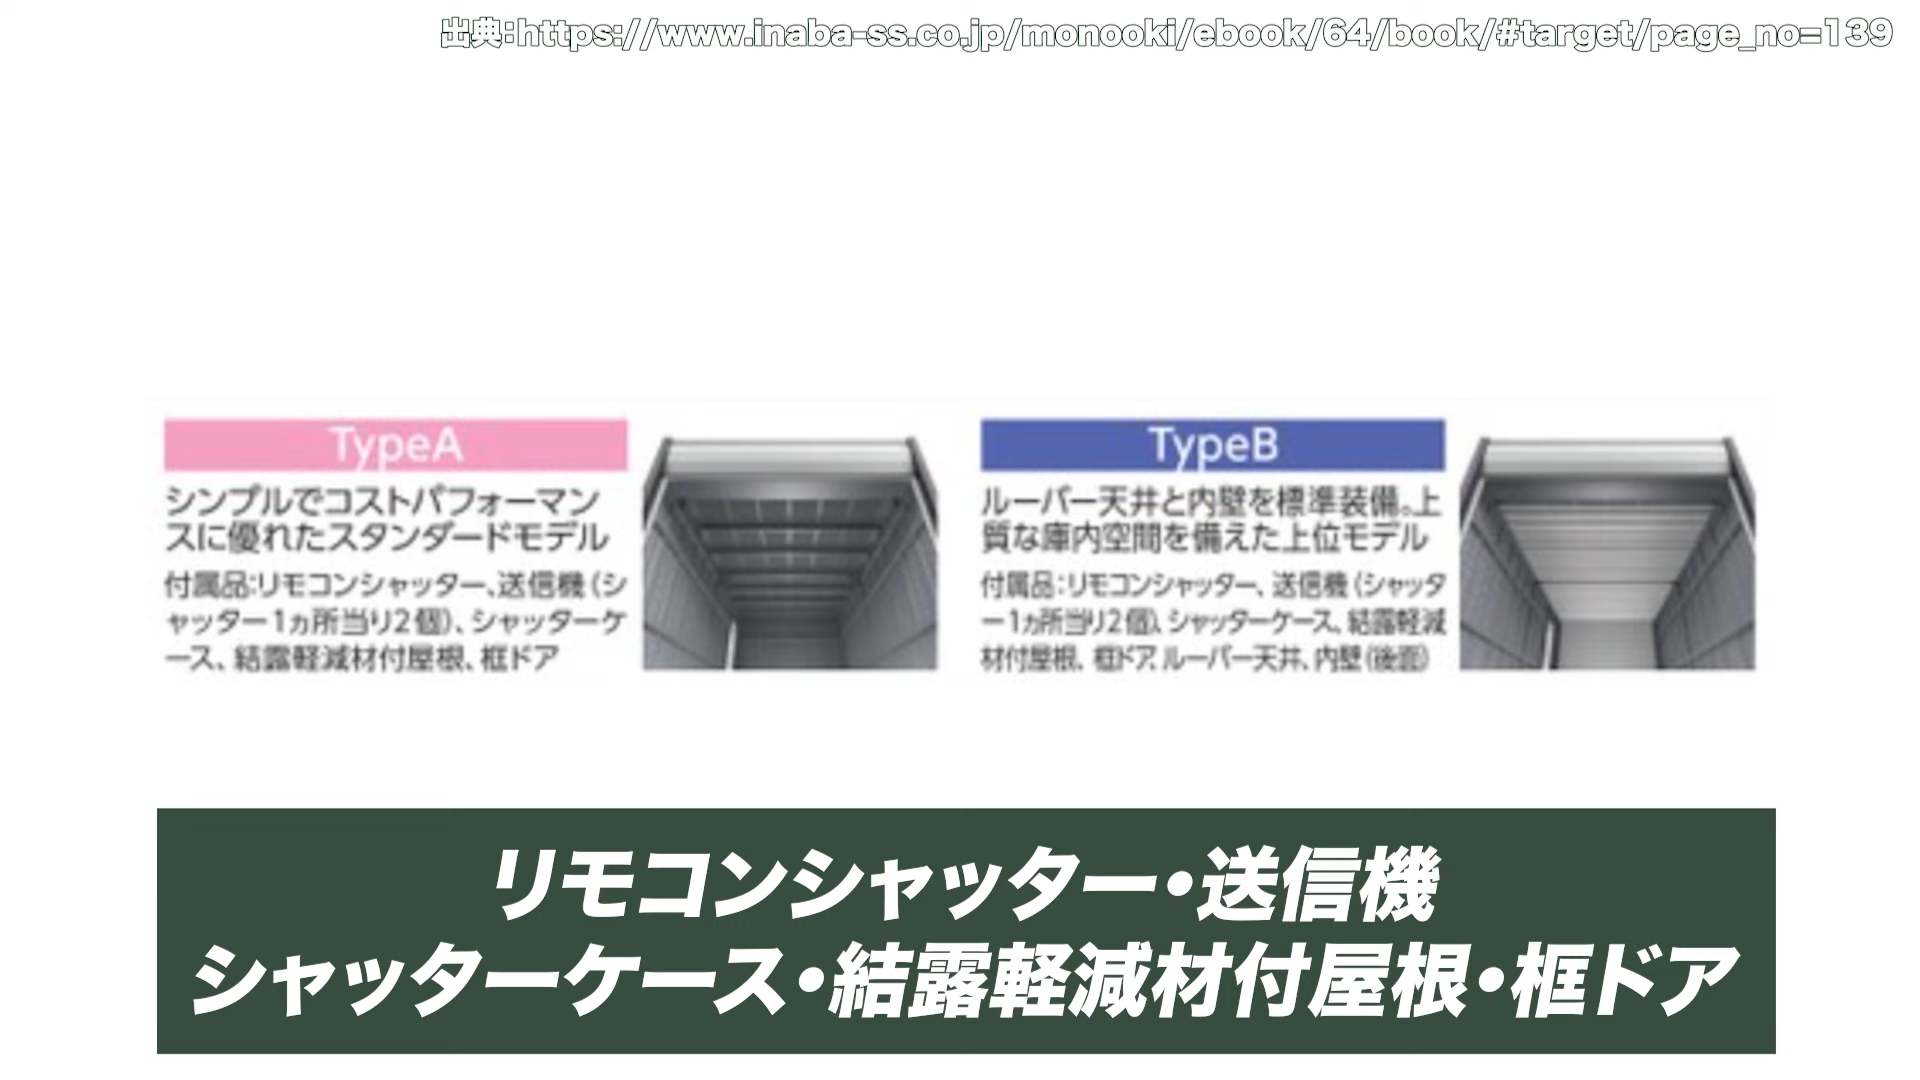 出典:https://www.inaba-ss.co.jp/monooki/ebook/64/book/#target/page_no=139
TypeA
シンプルでコストパフォーマン
スに優れたスタンダードモデル
付属品:リモコンシャッター、送信機(シ
ャッター1ヵ所当り2個)、シャッターケ
ース、結露軽減材付屋根、框ドア
TypeB
ルーバー天井と内壁を標準装備。上
質な庫内空間を備えた上位モデル
付属品:リモコンシャッター、送信機(シャッタ
ー1ヵ所当り2個)、シャッターケース、結露軽減
材付屋根、框ドア、ルーバー天井、内壁(後面)
リモコンシャッター・送信機
シャッターケース・結露軽減材付屋根・框ドア